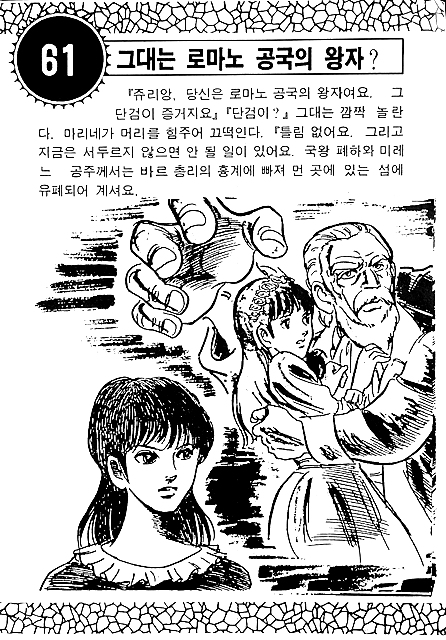 61
그대는 로마노 공국의 왕자?
『쥬리앙, 당신은 로마노 공국의 왕자여요. 그
단검이 증거지요』『단검이?』 그대는 깜짝 놀란
다. 마리네가 머리를 힘주어 끄떡인다. 『틀림 없어요. 그리고
지금은 서두르지 않으면 안 될 일이 있어요. 국왕 폐하와 미레
느 공주께서는 바르 총리의 흉계에 빠져 먼 곳에 있는 섬에
유폐되어 계셔요.